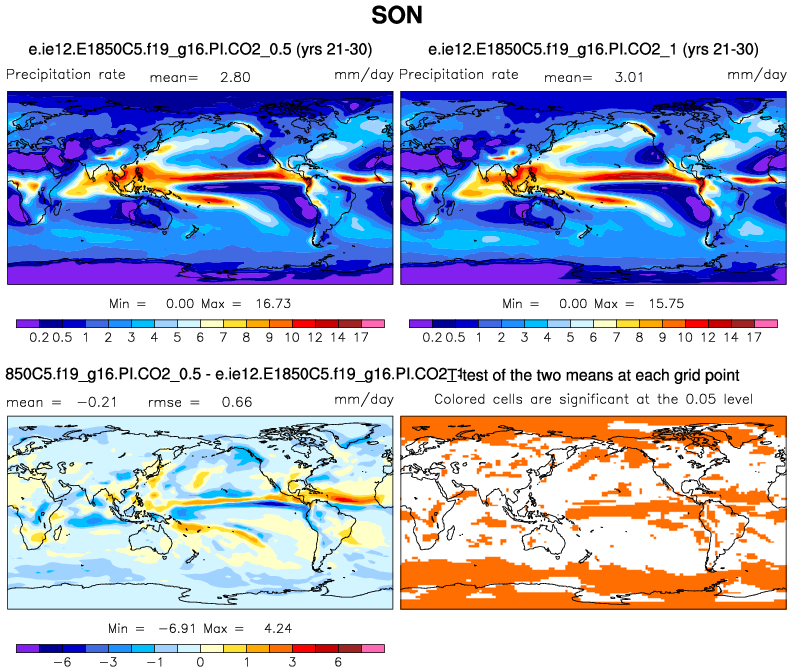 SON
e.ie12.E1850C5.f19_g16.PI.CO2_0.5 (yrs 21-30)
e.ie12.E1850C5.f19_g16.PI.CO2_1 (yrs 21-30)
Precipitation rate mean= 2.80 mm/day
Precipitation rate mean= 3.01 mm/day
Min = 0.00 Max = 16.73
Min = 0.00 Max = 15.75
0.2 0.5 1 2 3 4 5 6 7 8 9 10 12 14 17
0.2 0.5 1 2 3 4 5 6 7 8 9 10 12 14 17
850C5.f19_g16.PI.CO2_0.5 - e.ie12.E1850C5.f19_g16.PI.CO2_1
T-test of the two means at each grid point
mean = -0.21 rmse = 0.66 mm/day
Colored cells are significant at the 0.05 level
Min = -6.91 Max = 4.24
-6 -3 -1 0 1 3 6